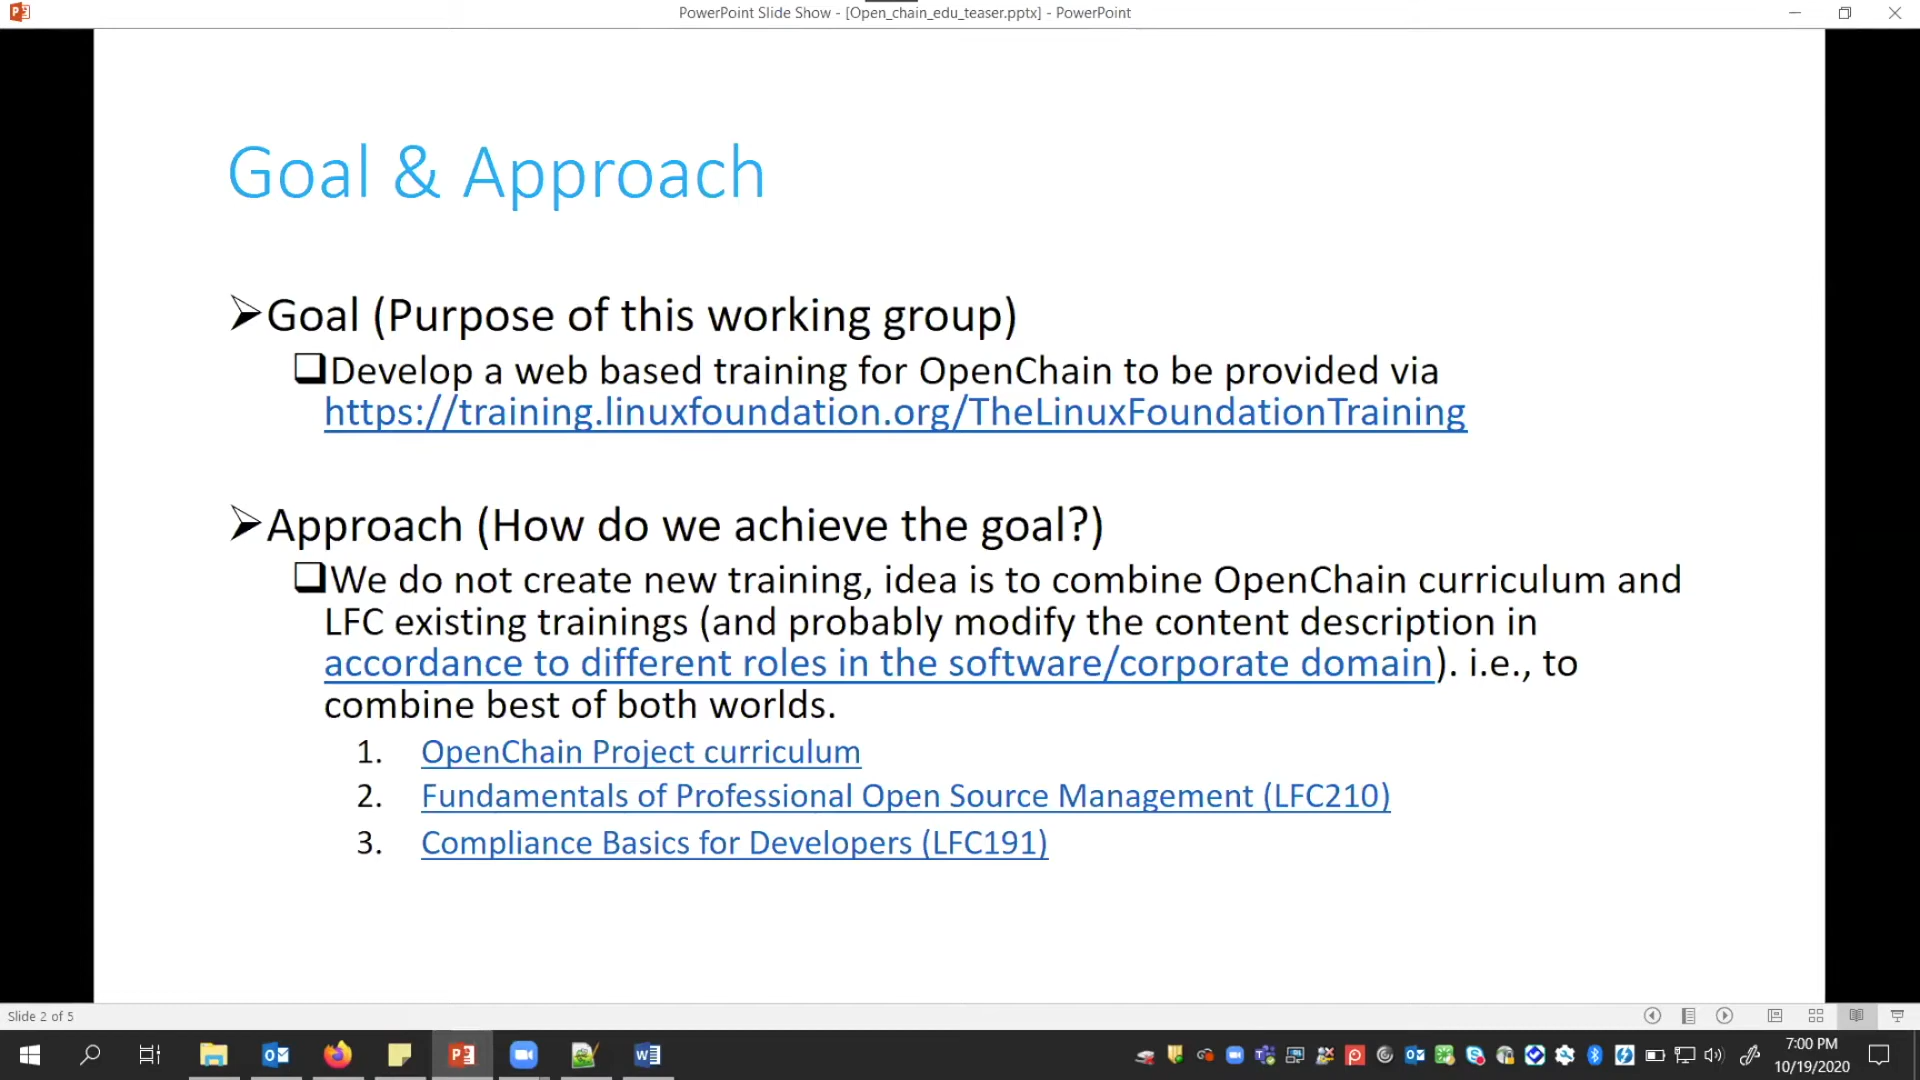 PowerPoint Slide Show - [Open_chain_edu_teaser.pptx] - PowerPoint
Goal & Approach
Goal (Purpose of this working group)
Develop a web based training for OpenChain to be provided via
https://training.linuxfoundation.org/TheLinuxFoundationTraining
Approach (How do we achieve the goal?)
We do not create new training, idea is to combine OpenChain curriculum and
LFC existing trainings (and probably modify the content description in
accordance to different roles in the software/corporate domain). i.e., to
combine best of both worlds.
1. OpenChain Project curriculum
2. Fundamentals of Professional Open Source Management (LFC210)
3. Compliance Basics for Developers (LFC191)
Slide 2 of 5
7:00 PM
10/19/2020